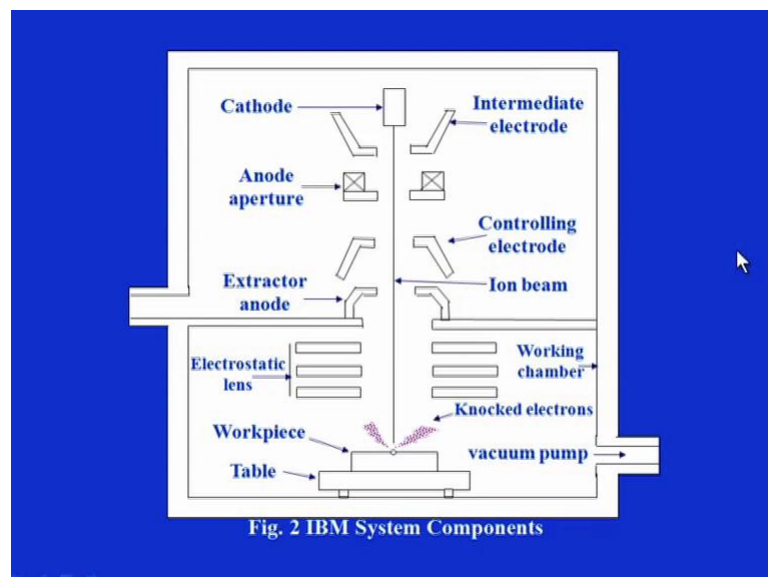 Cathode
Intermediate
electrode
Anode
aperture
Controlling
electrode
Extractor
anode
Ion beam
Electrostatic
lens
Working
chamber
Knocked electrons
Workpiece
vacuum pump
Table
Fig. 2 IBM System Components